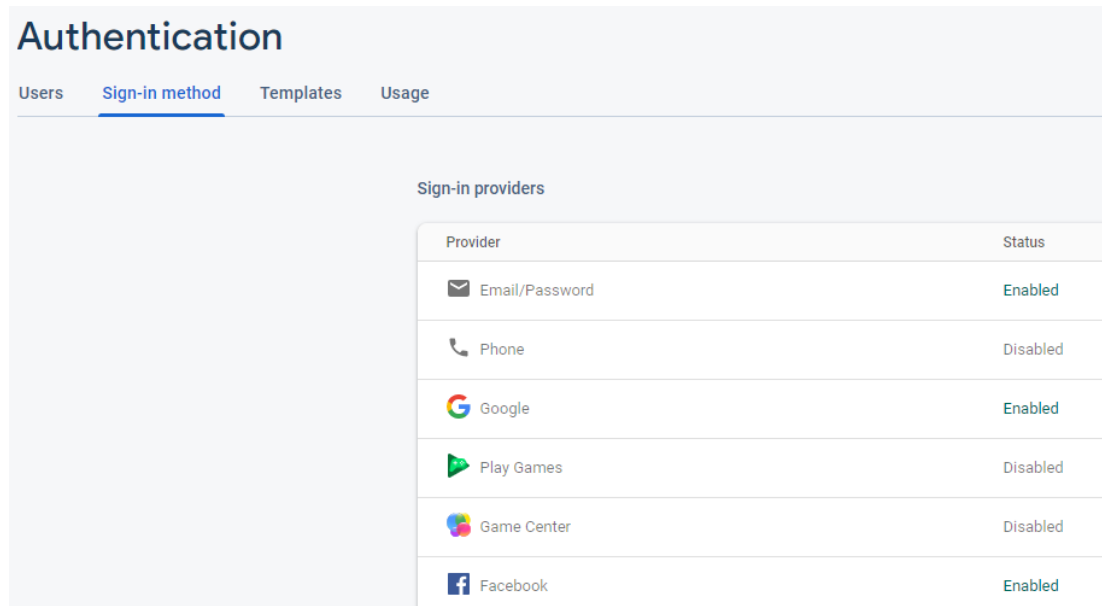 Authentication
Users Sign-in method Templates Usage
Sign-in providers
Provider Status
Email/Password Enabled
Phone Disabled
Google Enabled
Play Games Disabled
Game Center Disabled
Facebook Enabled